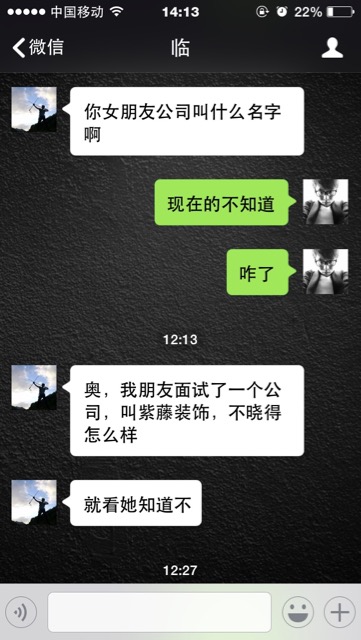 中国移动 14:13 22%
微信 临
你女朋友公司叫什么名字
啊
现在的不知道
咋了
12:13
奥，我朋友面试了一个公
司，叫紫藤装饰，不晓得
怎么样
就看她知道不
12:27